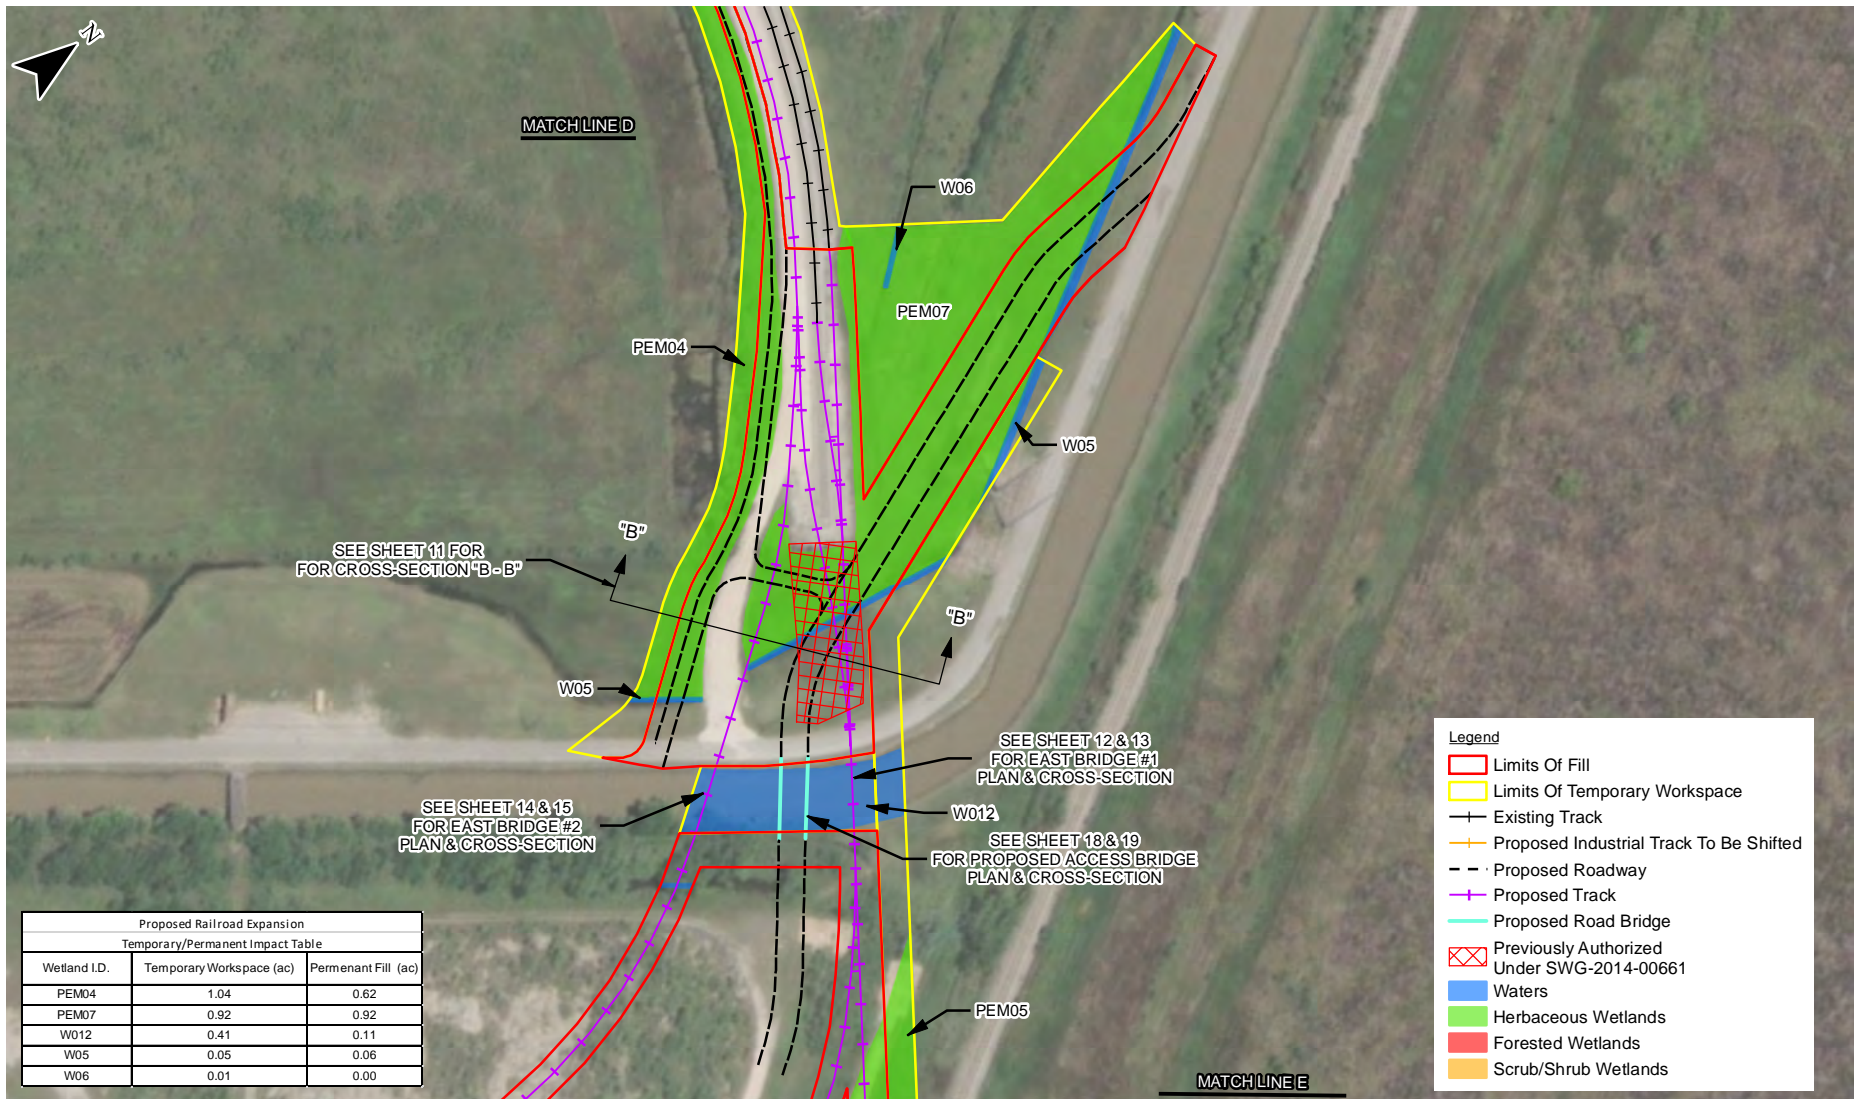 N
MATCH LINE D
W06
PEM07
PEM04
W05
"B"
SEE SHEET 11 FOR
FOR CROSS-SECTION "B - B"
"B"
W05
SEE SHEET 12 & 13
FOR EAST BRIDGE #1
PLAN & CROSS-SECTION
SEE SHEET 14 & 15
FOR EAST BRIDGE #2
PLAN & CROSS-SECTION
W012
SEE SHEET 18 & 19
FOR PROPOSED ACCESS BRIDGE
PLAN & CROSS-SECTION
PEM05
MATCH LINE E
Proposed Railroad Expansion
Temporary/Permanent Impact Table
Wetland I.D. Temporary Workspace (ac) Permenant Fill (ac)
PEM04 1.04 0.62
PEM07 0.92 0.92
W012 0.41 0.11
W05 0.05 0.06
W06 0.01 0.00
Legend
Limits Of Fill
Limits Of Temporary Workspace
Existing Track
Proposed Industrial Track To Be Shifted
Proposed Roadway
Proposed Track
Proposed Road Bridge
Previously Authorized
Under SWG-2014-00661
Waters
Herbaceous Wetlands
Forested Wetlands
Scrub/Shrub Wetlands